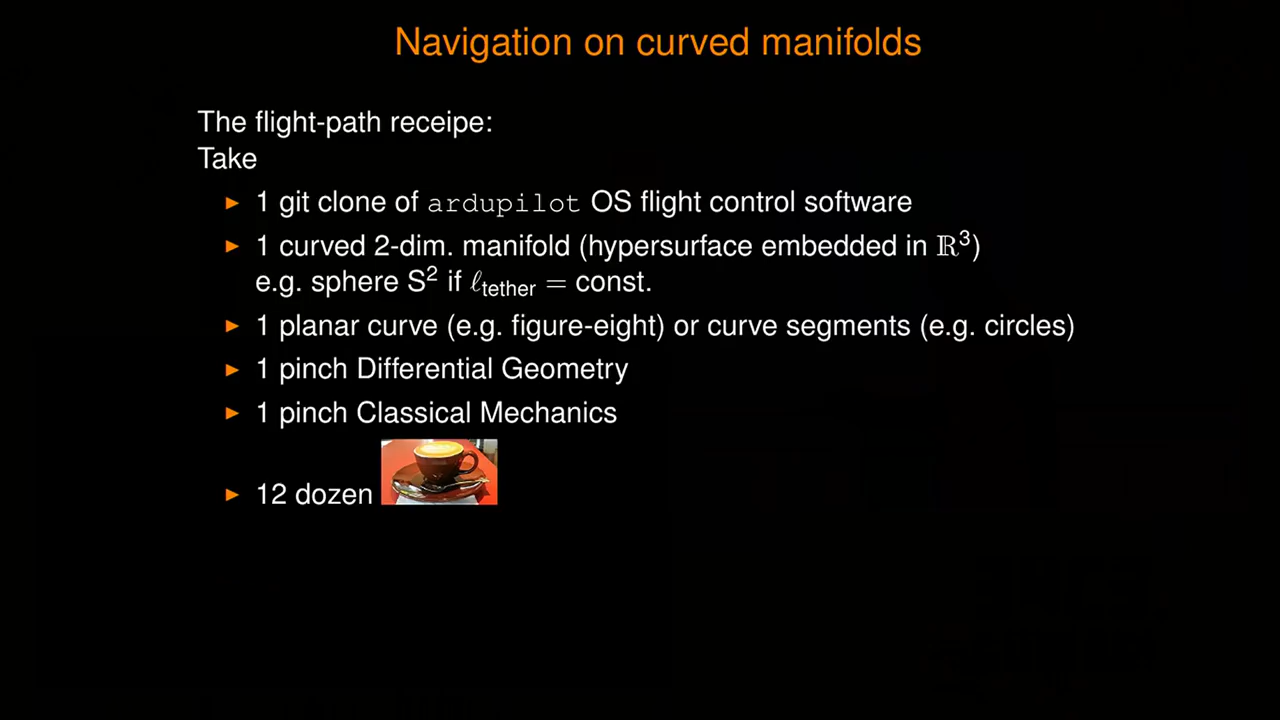 Navigation on curved manifolds
The flight-path receipe:
Take
▶ 1 git clone of ardupilot OS flight control software
▶ 1 curved 2-dim. manifold (hypersurface embedded in ℝ³)
e.g. sphere S² if ℓtether = const.
▶ 1 planar curve (e.g. figure-eight) or curve segments (e.g. circles)
▶ 1 pinch Differential Geometry
▶ 1 pinch Classical Mechanics
▶ 12 dozen